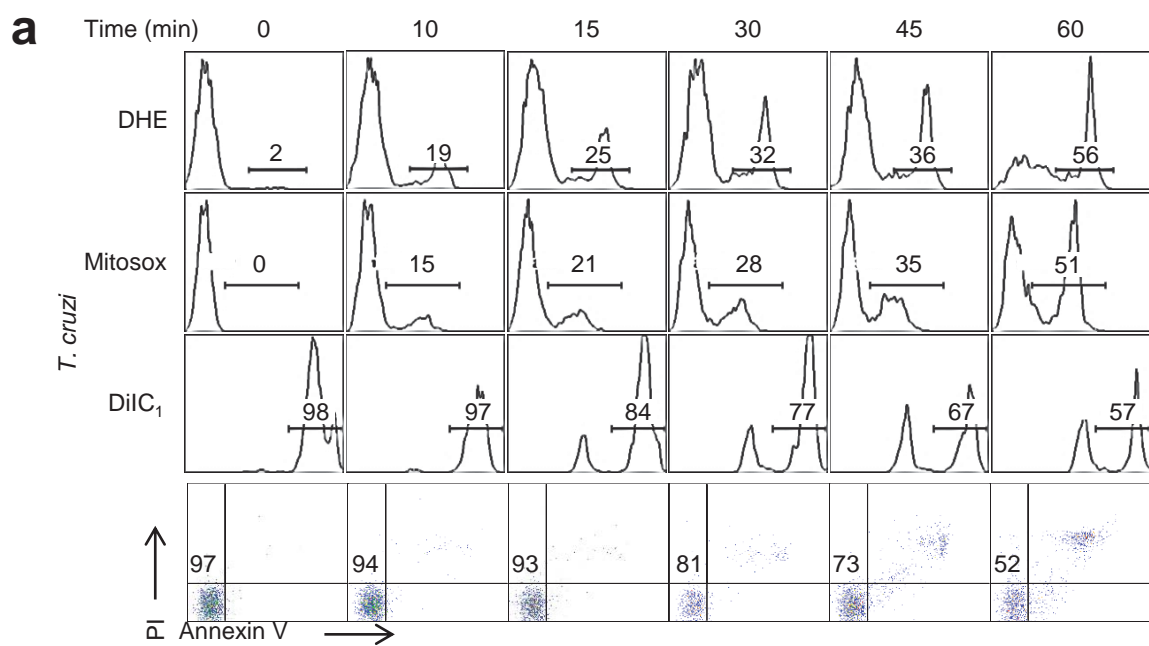 a
Time (min) 0 10 15 30 45 60
DHE 2 19 25 32 36 56
Mitosox 0 15 21 28 35 51
T. cruzi
DiIC1 98 97 84 77 67 57
97 94 93 81 73 52
PI
Annexin V